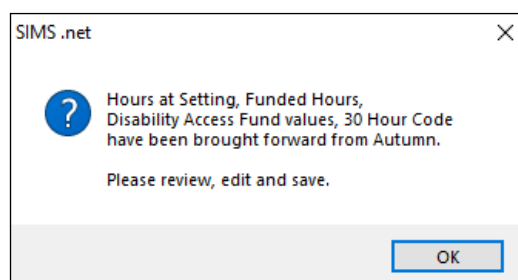 SIMS .net
Hours at Setting, Funded Hours,
Disability Access Fund values, 30 Hour Code
have been brought forward from Autumn.
Please review, edit and save.
OK